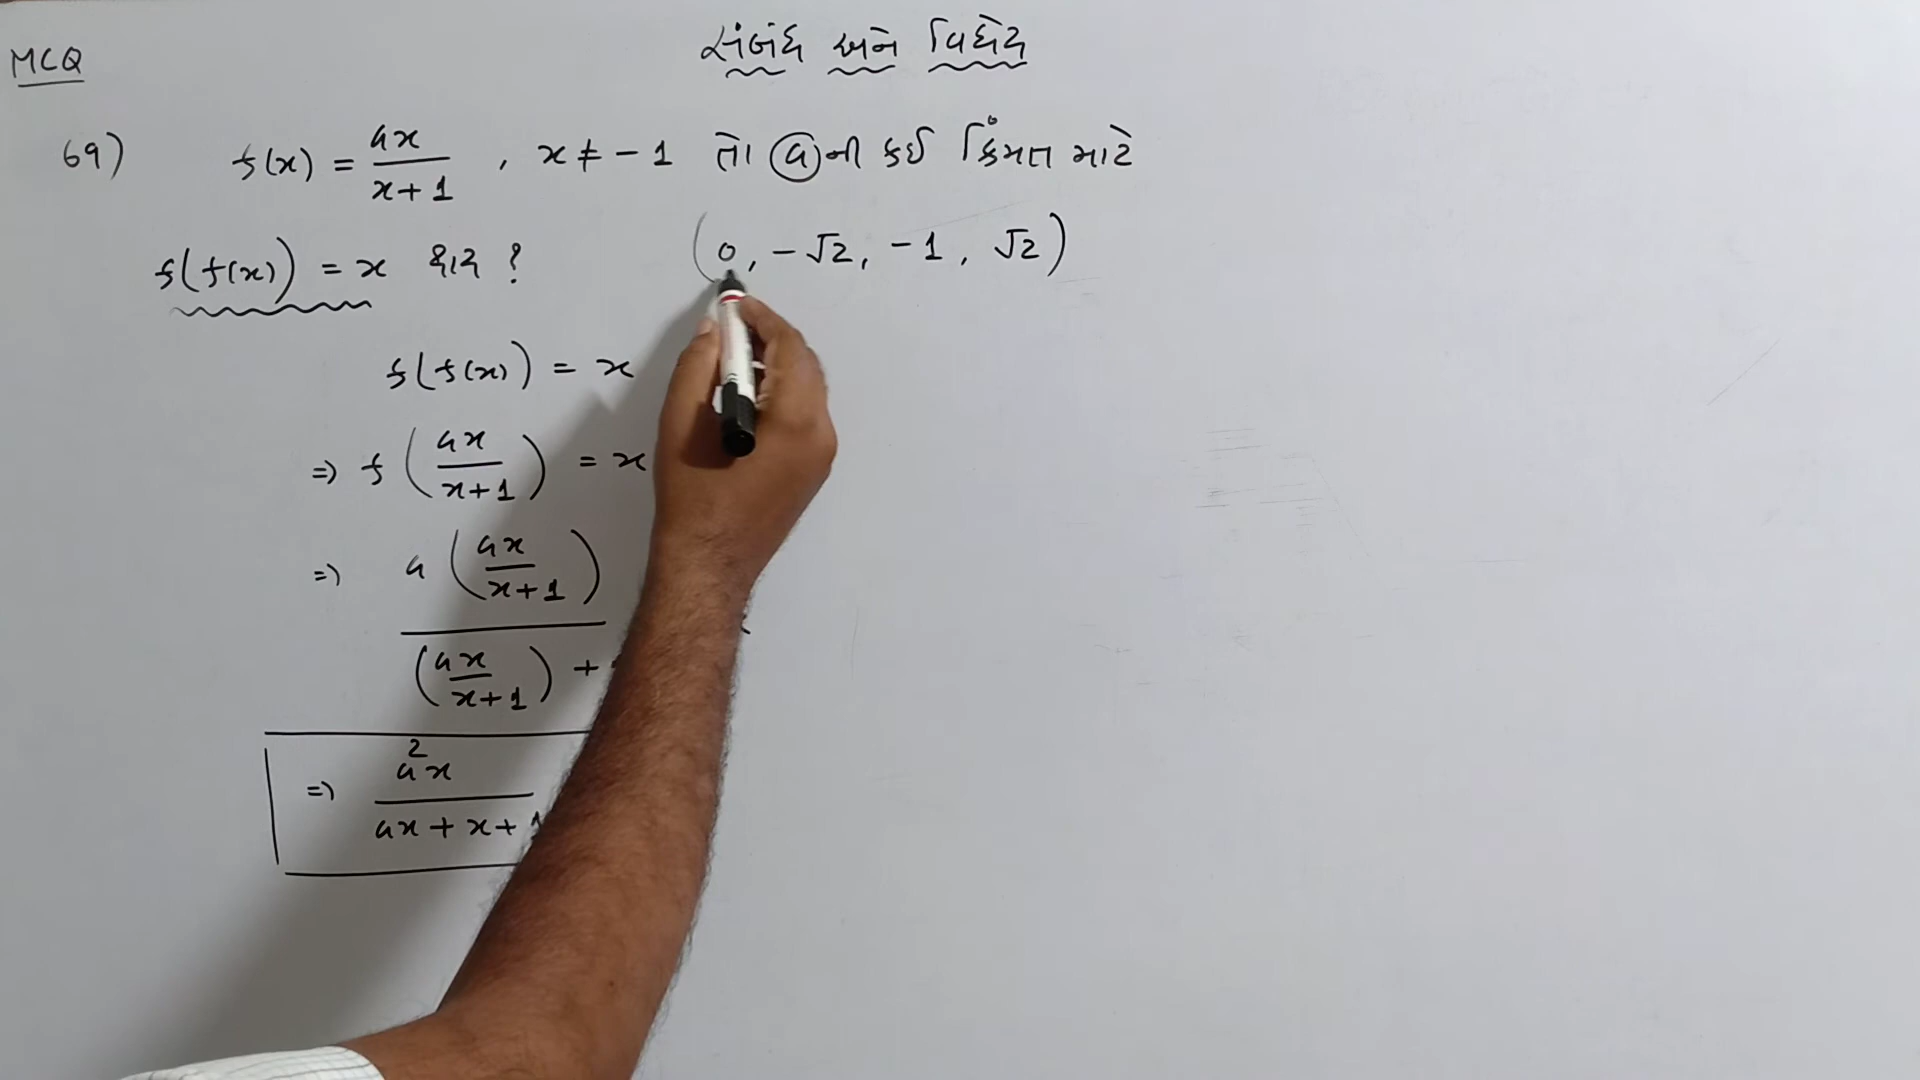 MCQ
સંબંધ અને વિધેય
69) f(x) = ax/(x+1) , x ≠ -1 તો a ની કઈ કિંમત માટે
f(f(x)) = x થાય ? (0, -√2, -1, √2)
f(f(x)) = x
=> f(ax/(x+1)) = x
=> a(ax/(x+1)) / ((ax/(x+1)) +
=> a²x/(ax+x+1